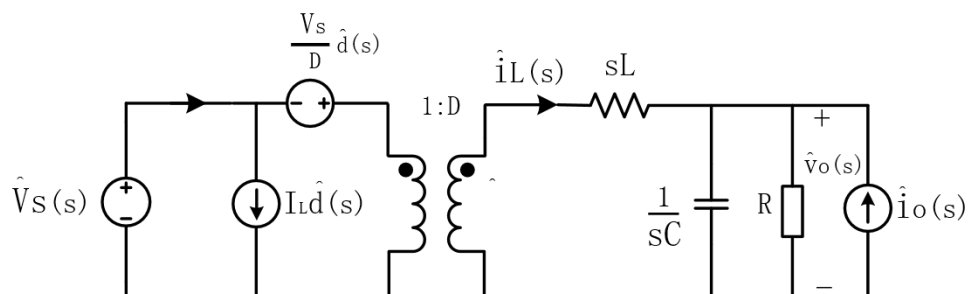 Vs/D d̂(s)
îL(s)
sL
1:D
+
v̂o(s)
V̂s(s)
+
−
−
+
ILd̂(s)
1/sC
R
îo(s)
−